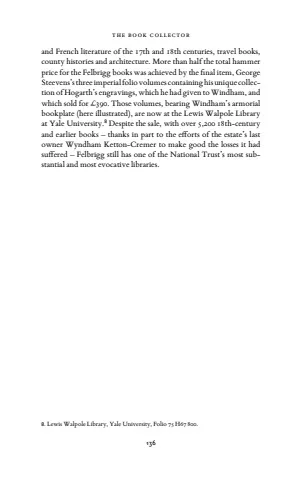 THE BOOK COLLECTOR
and French literature of the 17th and 18th centuries, travel books,
county histories and architecture. More than half the total hammer
price for the Felbrigg books was achieved by the final item, George
Steevens's three imperial folio volumes containing his unique collec-
tion of Hogarth's engravings, which he had given to Windham, and
which sold for £390. Those volumes, bearing Windham's armorial
bookplate (here illustrated), are now at the Lewis Walpole Library
at Yale University.8 Despite the sale, with over 5,200 18th-century
and earlier books – thanks in part to the efforts of the estate's last
owner Wyndham Ketton-Cremer to make good the losses it had
suffered – Felbrigg still has one of the National Trust's most sub-
stantial and most evocative libraries.
8. Lewis Walpole Library, Yale University, Folio 75 H67 800.
136